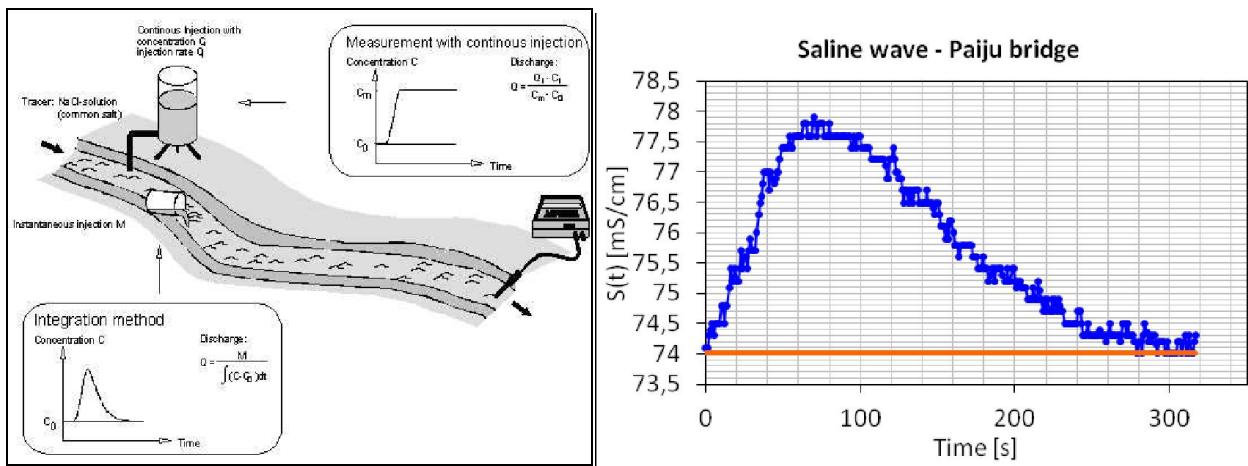 Continous Injection with
concentration C
injection rate Q
Tracer: NaCl-solution
(common salt)
Instantaneous injection M
Measurement with continous injection
Concentration C
Discharge:
Q = Q₁ · C₁
Cₘ - C₀
Cₘ
C₀
Time
Integration method
Concentration C
Discharge:
Q = M
∫(C-C₀)dt
C₀
Time
Saline wave - Paiju bridge
S(t) [mS/cm]
78,5
78
77,5
77
76,5
76
75,5
75
74,5
74
73,5
0
100
200
300
Time [s]